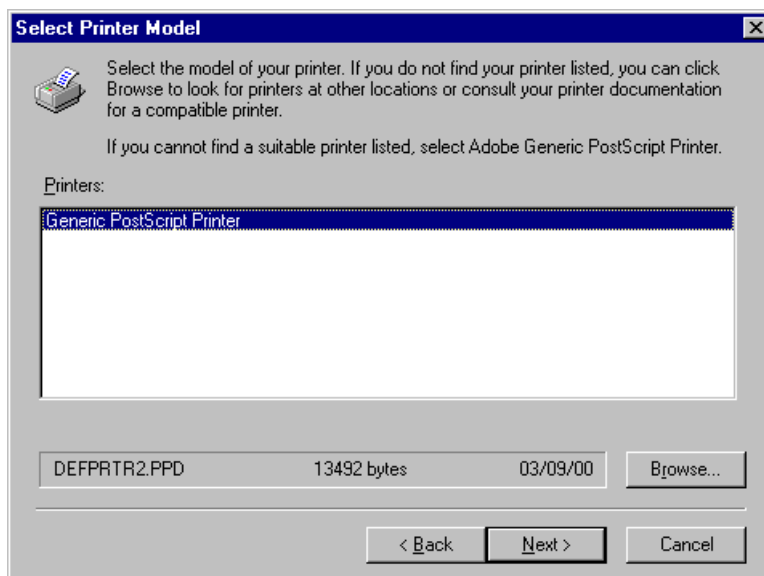 Select Printer Model
Select the model of your printer. If you do not find your printer listed, you can click
Browse to look for printers at other locations or consult your printer documentation
for a compatible printer.
If you cannot find a suitable printer listed, select Adobe Generic PostScript Printer.
Printers:
Generic PostScript Printer
DEFPRTR2.PPD 13492 bytes 03/09/00 Browse...
< Back Next > Cancel